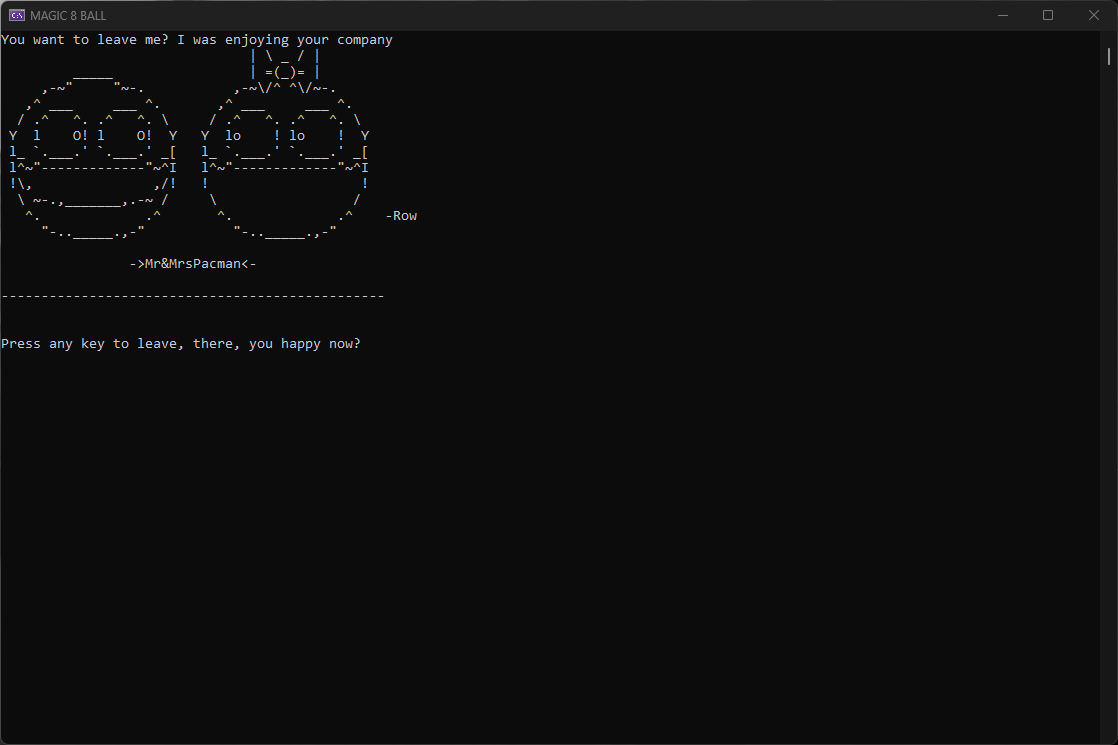 MAGIC 8 BALL
You want to leave me? I was enjoying your company
-Row
->Mr&MrsPacman<-
------------------------------------------------
Press any key to leave, there, you happy now?